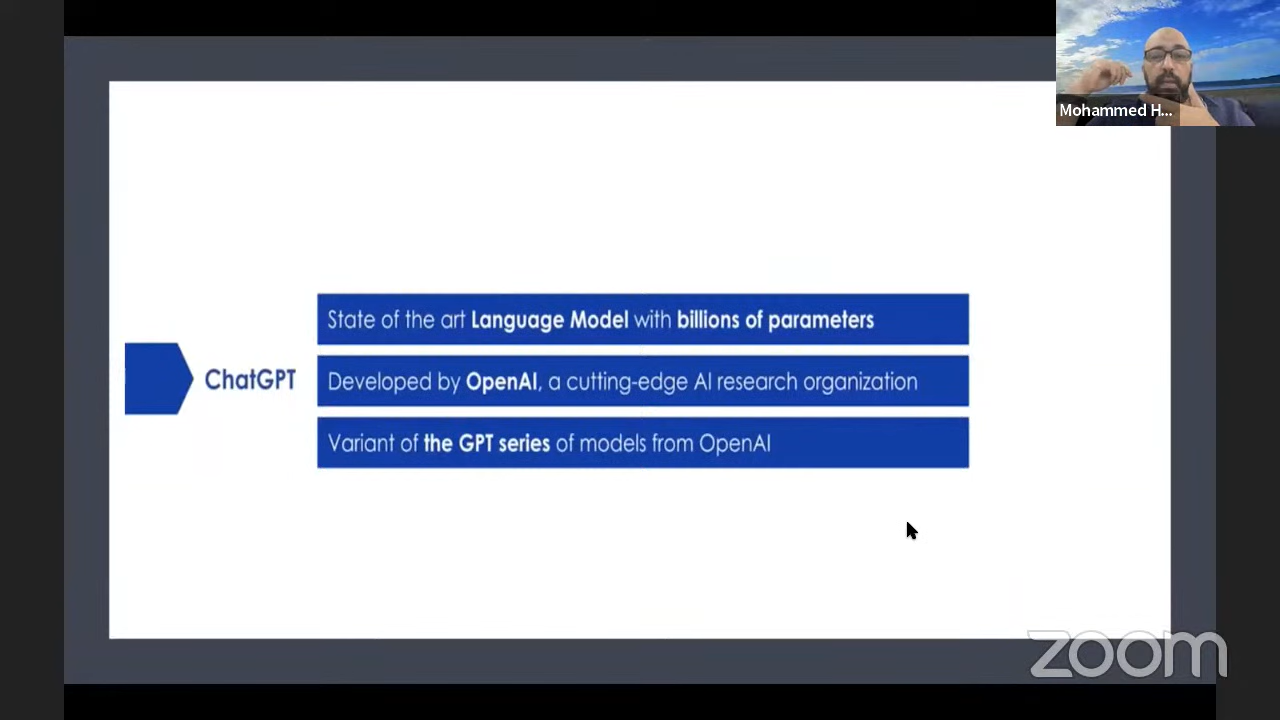 Mohammed H...
State of the art Language Model with billions of parameters
ChatGPT
Developed by OpenAI, a cutting-edge AI research organization
Variant of the GPT series of models from OpenAI
zoom